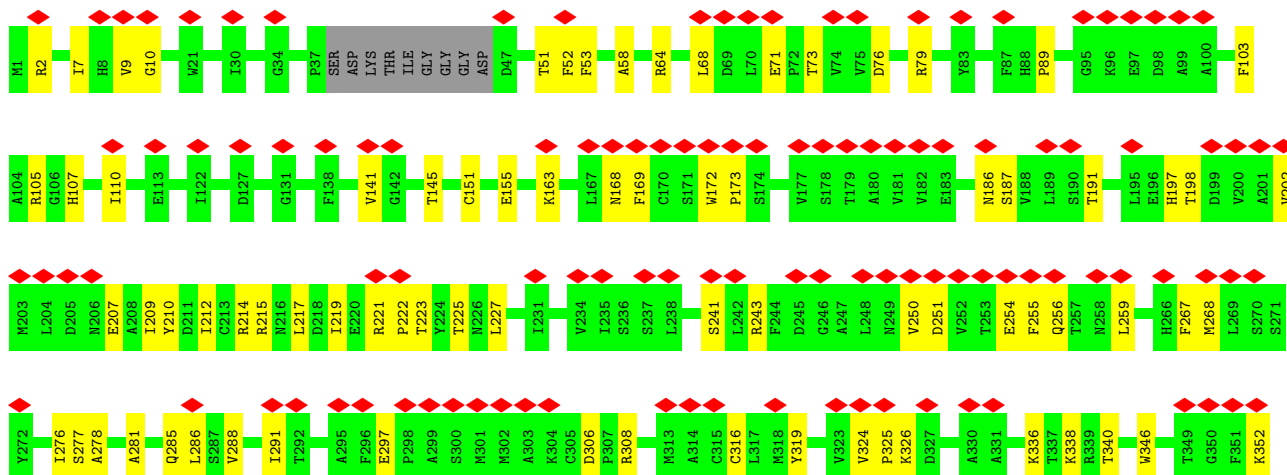 M1 R2 I7 H8 V9 G10 W21 I30 G34 P37 SER ASP LYS THR ILE GLY GLY GLY ASP D47 T51 F52 F53 A58 R64 L68 D69 L70 E71 P72 T73 V74 V75 D76 R79 Y83 F87 H88 P89 G95 K96 E97 D98 A99 A100 F103
A104 R105 G106 H107 I110 E113 I122 D127 G131 F138 V141 G142 T145 C151 E155 K163 L167 N168 F169 C170 S171 W172 P173 S174 V177 S178 T179 A180 V181 V182 E183 N186 S187 V188 L189 S190 T191 L195 E196 H197 T198 D199 V200 A201 V202
M203 L204 D205 N206 E207 A208 I209 Y210 D211 I212 C213 R214 R215 N216 L217 D218 I219 E220 R221 P222 T223 Y224 T225 N226 L227 I231 V234 I235 S236 S237 L238 S241 L242 R243 F244 D245 G246 A247 L248 N249 V250 D251 V252 T253 E254 F255 Q256 T257 N258 L259 H266 F267 M268 L269 S270 S271
Y272 I276 S277 A278 A281 Q285 L286 S287 V288 I291 T292 A295 F296 E297 P298 A299 S300 M301 M302 A303 K304 C305 D306 P307 R308 M313 A314 C315 C316 L317 M318 Y319 V323 V324 P325 K326 D327 A330 A331 K336 T337 K338 R339 T340 W346 T349 G350 F351 K352